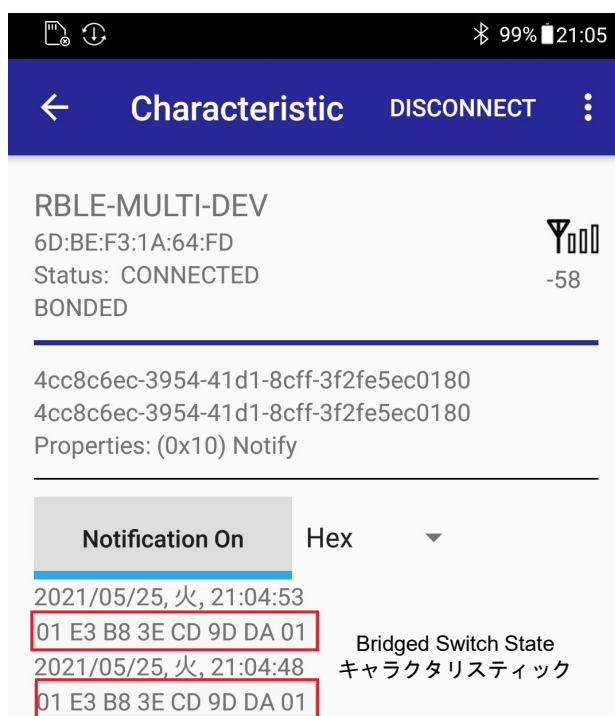 99% 21:05
Characteristic DISCONNECT
RBLE-MULTI-DEV
6D:BE:F3:1A:64:FD
Status: CONNECTED
-58
BONDED
4cc8c6ec-3954-41d1-8cff-3f2fe5ec0180
4cc8c6ec-3954-41d1-8cff-3f2fe5ec0180
Properties: (0x10) Notify
Notification On Hex
2021/05/25, 火, 21:04:53
01 E3 B8 3E CD 9D DA 01
Bridged Switch State
キャラクタリスティック
2021/05/25, 火, 21:04:48
01 E3 B8 3E CD 9D DA 01